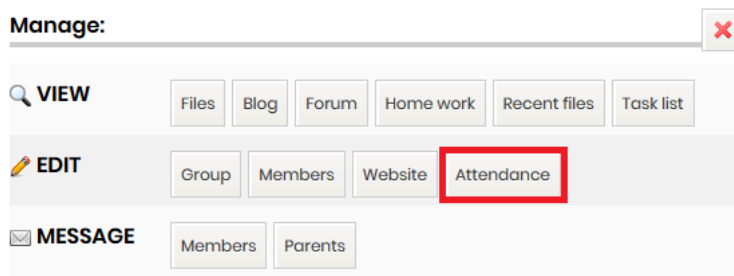 Manage:
VIEW Files Blog Forum Home work Recent files Task list
EDIT Group Members Website Attendance
MESSAGE Members Parents